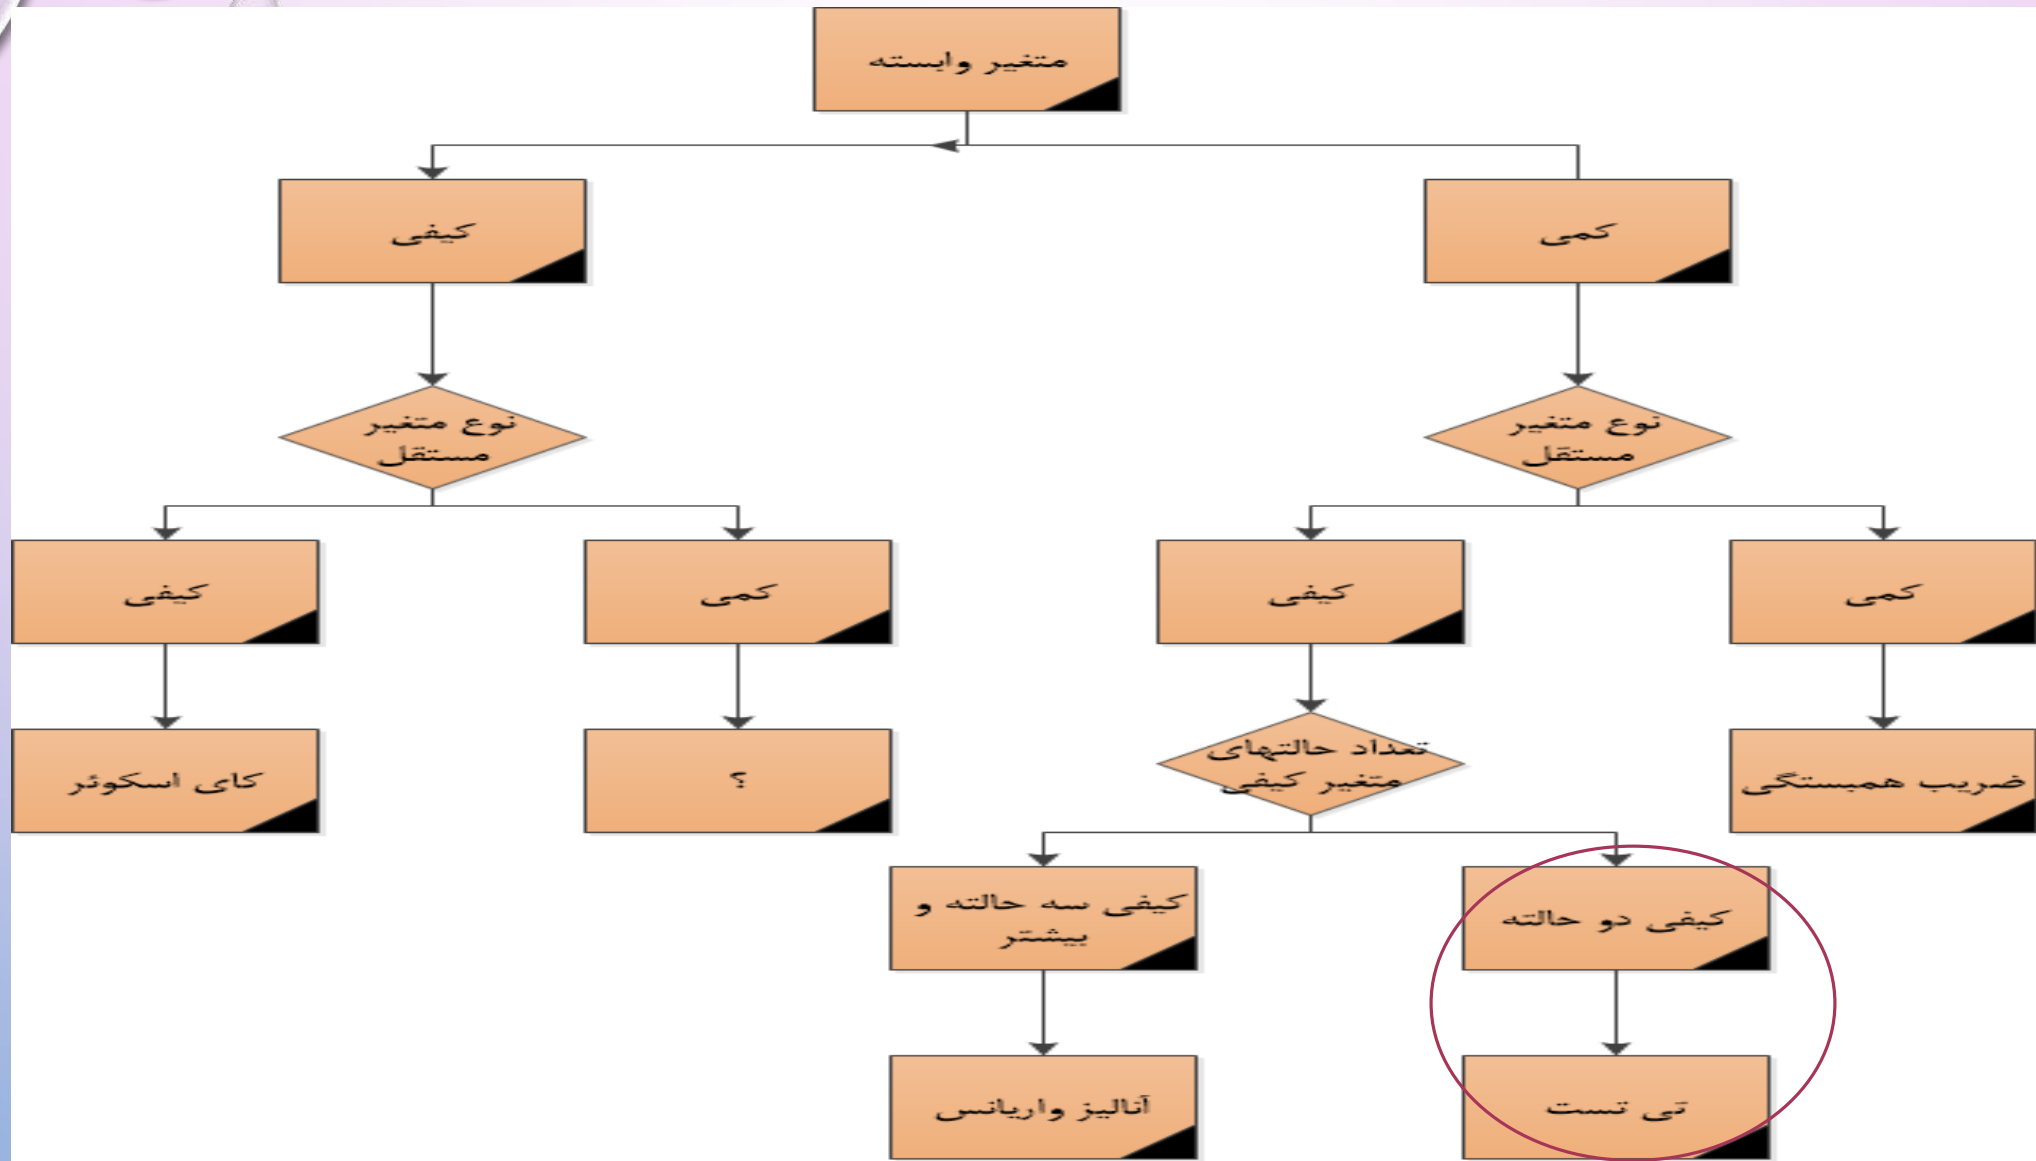 متغیر وابسته
کمی
کیفی
نوع متغیر
مستقل
نوع متغیر
مستقل
کمی
کیفی
کمی
کیفی
ضریب همبستگی
تعداد حالتهای
متغیر کیفی
؟
کای اسکوئر
کیفی دو حالته
کیفی سه حالته و
بیشتر
تی تست
آنالیز واریانس